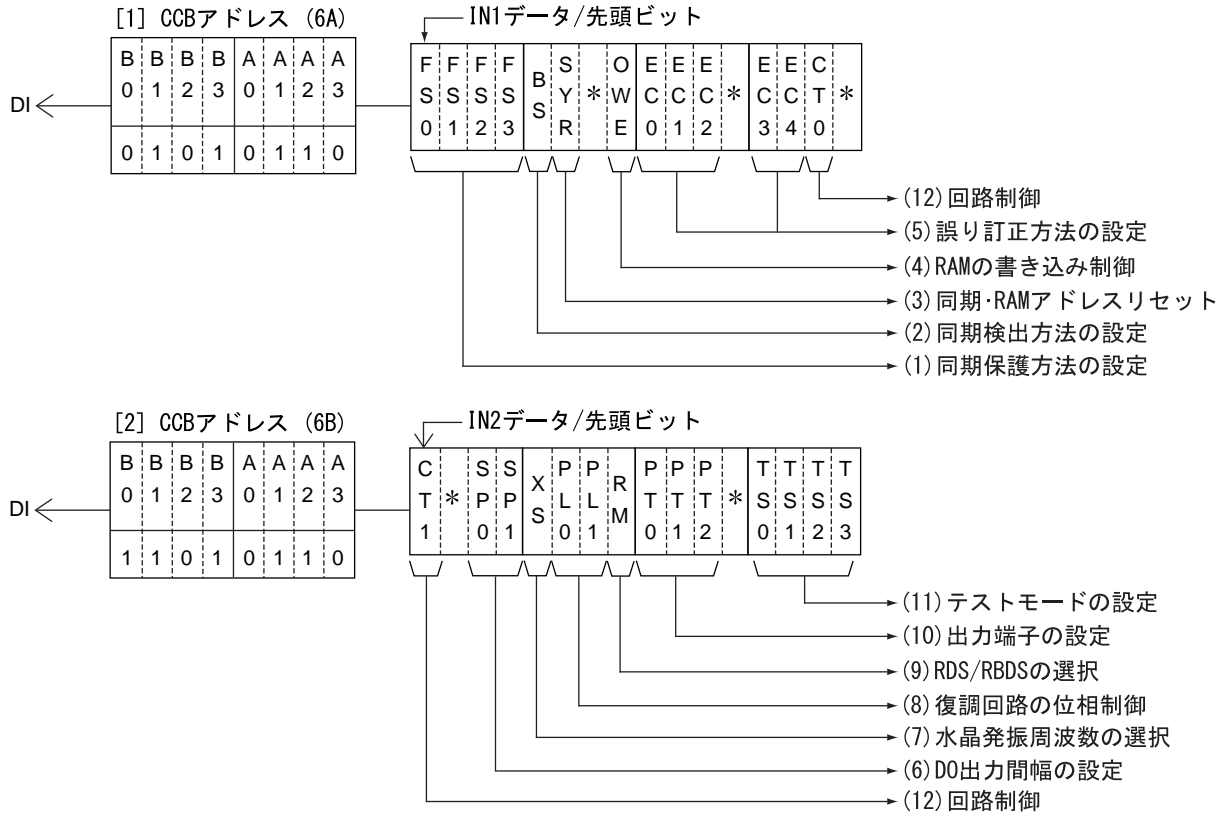 [1] CCBアドレス (6A)
IN1データ/先頭ビット
B0 B1 B2 B3 A0 A1 A2 A3
FS0 FS1 FS2 FS3 BS SYR * OWE EC0 EC1 EC2 * EC3 EC4 CT0 *
DI
0 1 0 1 0 1 1 0
(12)回路制御
(5)誤り訂正方法の設定
(4)RAMの書き込み制御
(3)同期・RAMアドレスリセット
(2)同期検出方法の設定
(1)同期保護方法の設定
[2] CCBアドレス (6B)
IN2データ/先頭ビット
B0 B1 B2 B3 A0 A1 A2 A3
CT1 * SP0 SP1 XS PL0 PL1 RM PT0 PT1 PT2 * TS0 TS1 TS2 TS3
DI
1 1 0 1 0 1 1 0
(11)テストモードの設定
(10)出力端子の設定
(9)RDS/RBDSの選択
(8)復調回路の位相制御
(7)水晶発振周波数の選択
(6)DO出力間幅の設定
(12)回路制御